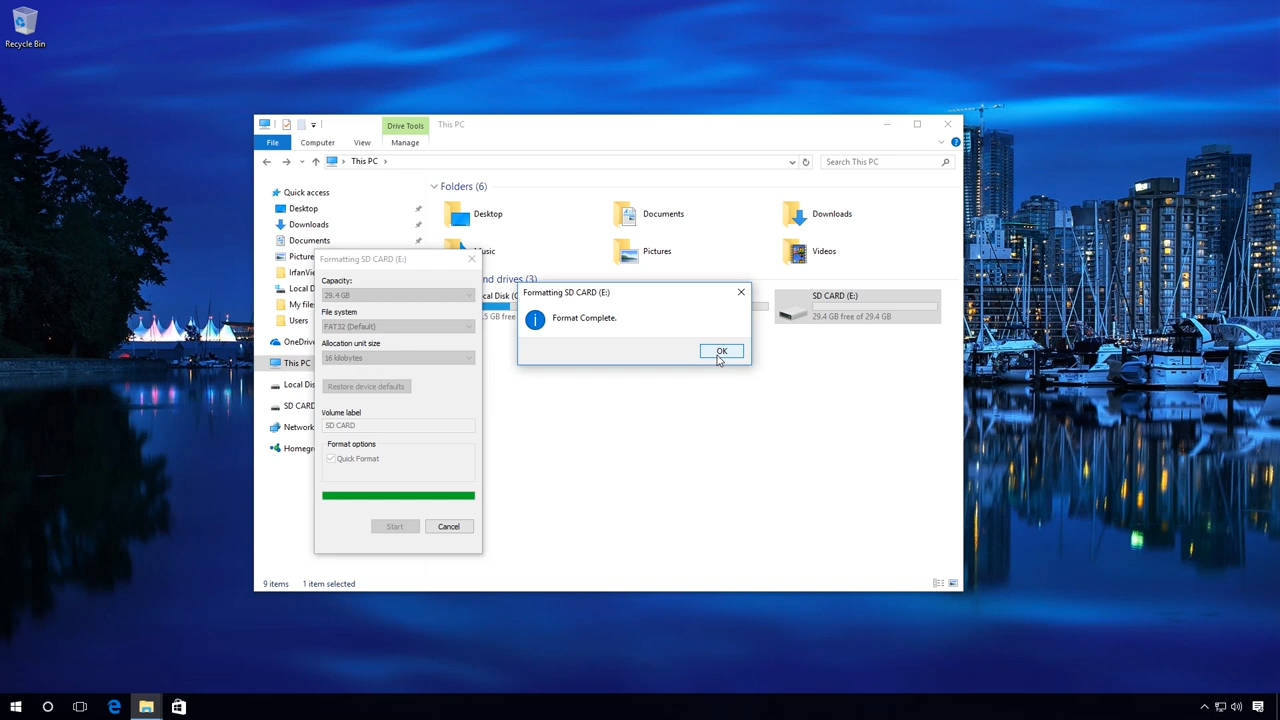 Recycle Bin
Drive Tools
This PC
File
Computer
View
Manage
This PC
Search This PC
Quick access
Desktop
Downloads
Documents
IrfanVie
Local D
My files
Users
OneDrive
This PC
Local Dis
SD CARD
Network
Homegro
Folders (6)
Desktop
Documents
Downloads
Music
Pictures
Videos
nd drives (3)
cal Disk (C
.5 GB free
SD CARD (E:)
29.4 GB free of 29.4 GB
Formatting SD CARD (E:)
Capacity:
29.4 GB
File system
FAT32 (Default)
Allocation unit size
16 kilobytes
Restore device defaults
Volume label
SD CARD
Format options
Quick Format
Start
Cancel
Formatting SD CARD (E:)
Format Complete.
OK
9 items
1 item selected